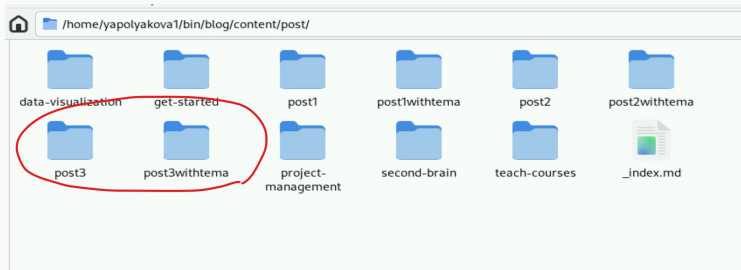 /home/yapolyakova1/bin/blog/content/post/
data-visualization get-started post1 post1withtema post2 post2withtema
post3 post3withtema project-management second-brain teach-courses _index.md